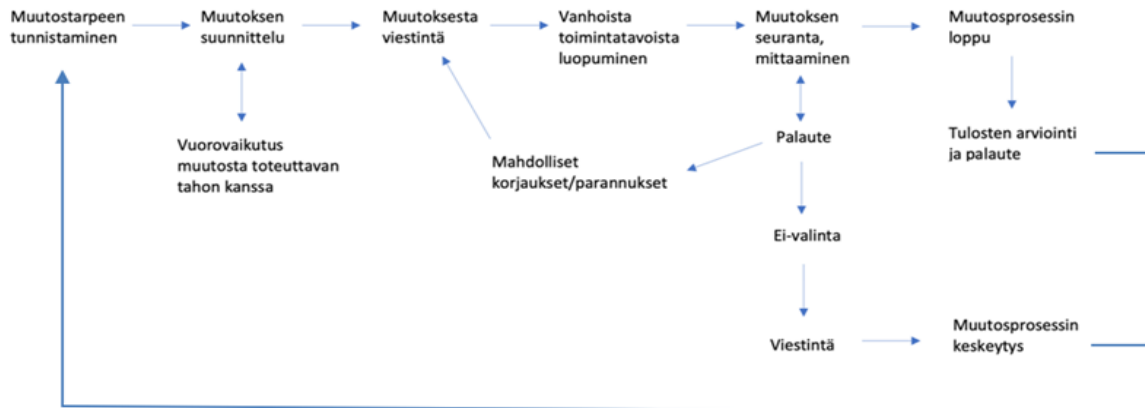 Muutostarpeen
tunnistaminen
Muutoksen
suunnittelu
Muutoksesta
viestintä
Vanhoista
toimintatavoista
luopuminen
Muutoksen
seuranta,
mittaaminen
Muutosprosessin
loppu
Vuorovaikutus
muutosta toteuttavan
tahon kanssa
Mahdolliset
korjaukset/parannukset
Palaute
Tulosten arviointi
ja palaute
Ei-valinta
Viestintä
Muutosprosessin
keskeytys